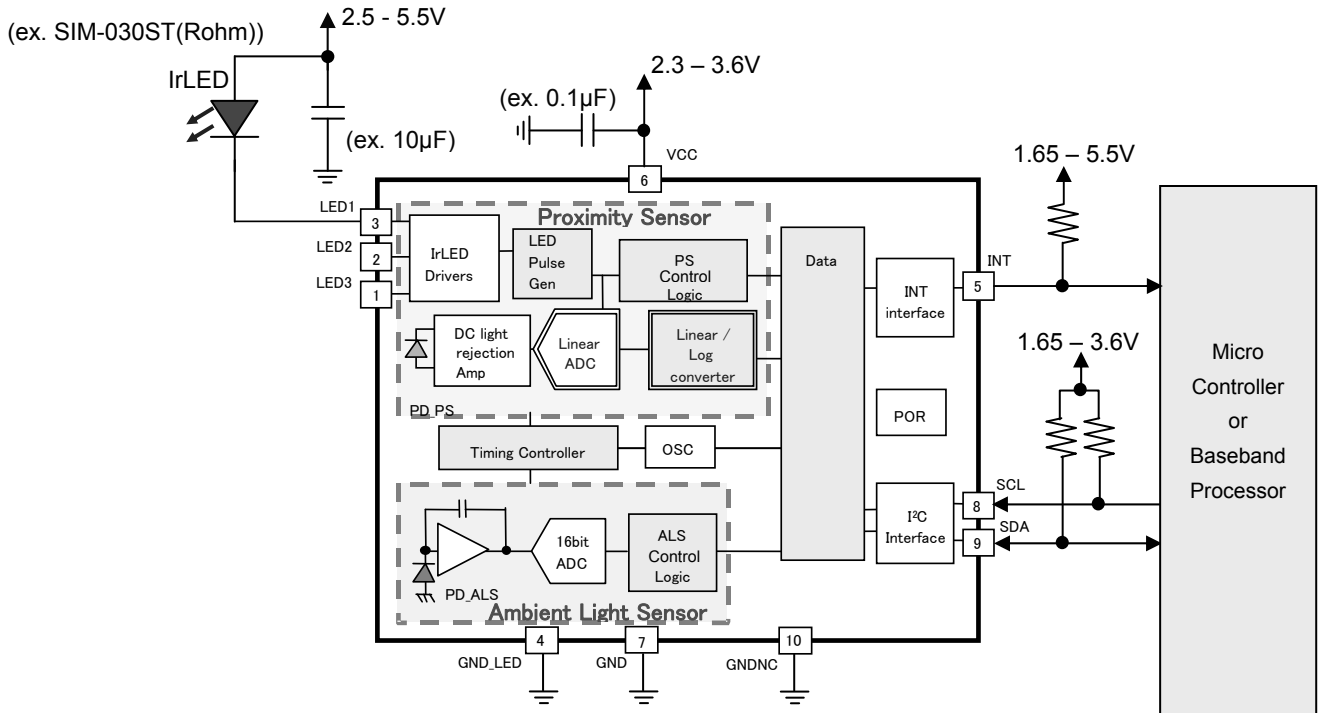 (ex. SIM-030ST(Rohm))
2.5 - 5.5V
IrLED
(ex. 10µF)
2.3 – 3.6V
(ex. 0.1µF)
VCC
6
LED1
3
LED2
2
LED3
1
Proximity Sensor
IrLED
Drivers
LED
Pulse
Gen
PS
Control
Logic
DC light
rejection
Amp
Linear
ADC
Linear /
Log
converter
PD_PS
Timing Controller
OSC
16bit
ADC
ALS
Control
Logic
PD_ALS
Ambient Light Sensor
Data
INT
interface
POR
I²C
Interface
INT
5
1.65 – 5.5V
1.65 – 3.6V
SCL
8
SDA
9
Micro
Controller
or
Baseband
Processor
4
GND_LED
7
GND
10
GNDNC